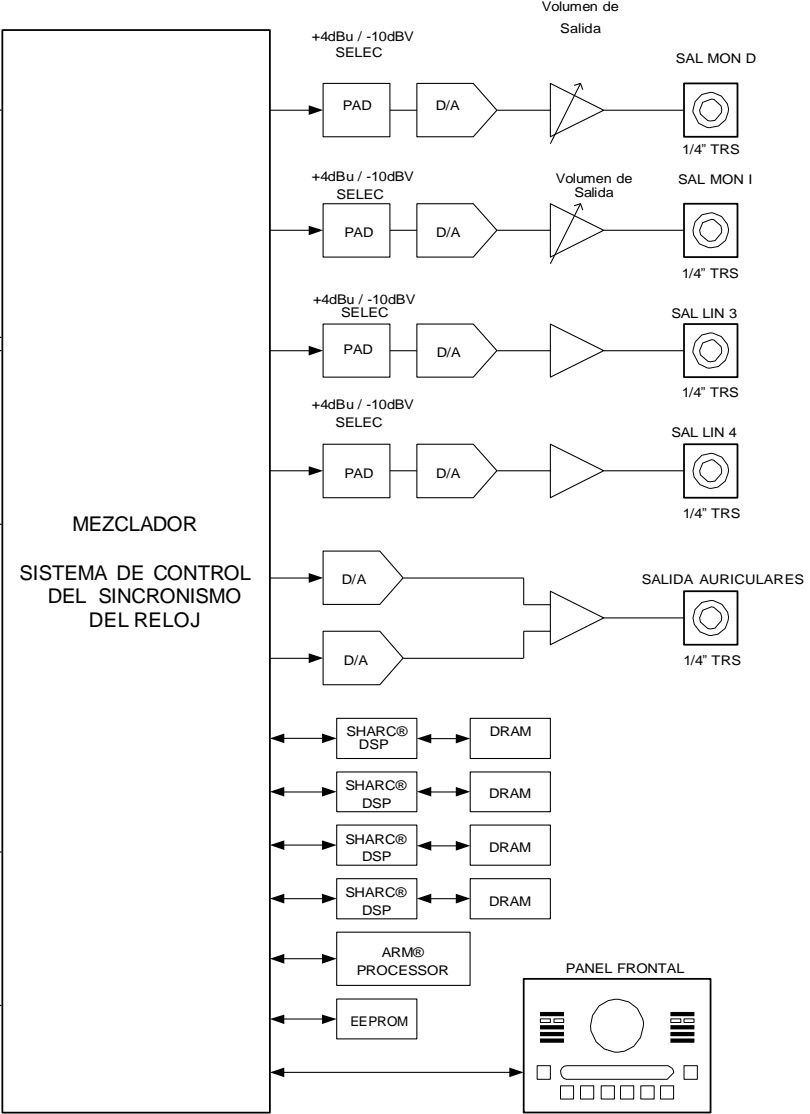 Volumen de
Salida
+4dBu / -10dBV
SELEC
SAL MON D
PAD
D/A
1/4" TRS
+4dBu / -10dBV
SELEC
Volumen de
Salida
SAL MON I
PAD
D/A
1/4" TRS
+4dBu / -10dBV
SELEC
SAL LIN 3
PAD
D/A
1/4" TRS
+4dBu / -10dBV
SELEC
SAL LIN 4
PAD
D/A
1/4" TRS
MEZCLADOR
SISTEMA DE CONTROL
DEL SINCRONISMO
DEL RELOJ
D/A
SALIDA AURICULARES
D/A
1/4" TRS
SHARC®
DSP
DRAM
SHARC®
DSP
DRAM
SHARC®
DSP
DRAM
SHARC®
DSP
DRAM
ARM®
PROCESSOR
PANEL FRONTAL
EEPROM